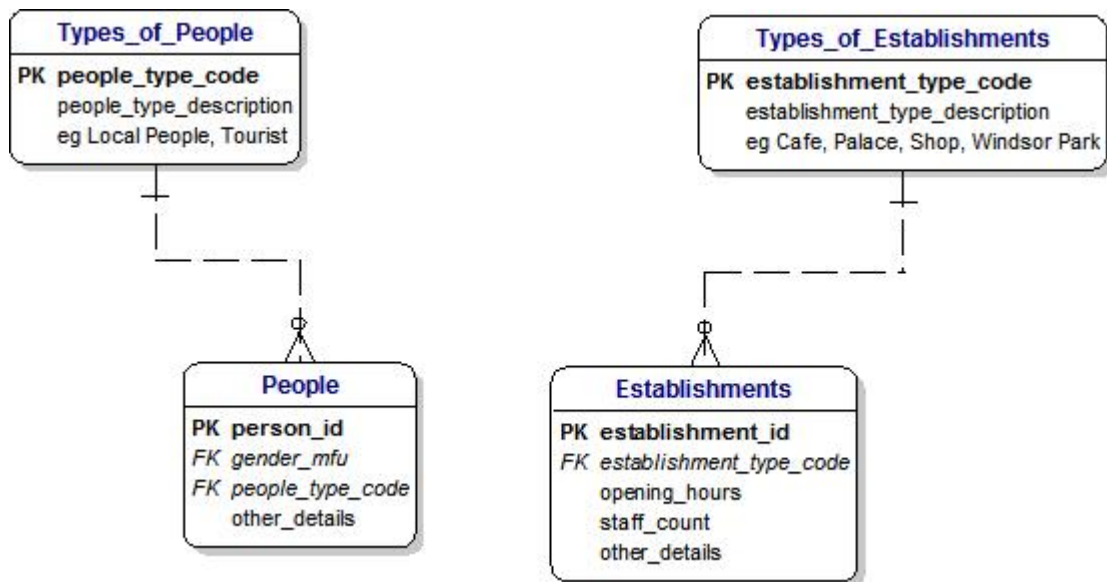 Types_of_People
PK people_type_code
people_type_description
eg Local People, Tourist
Types_of_Establishments
PK establishment_type_code
establishment_type_description
eg Cafe, Palace, Shop, Windsor Park
People
PK person_id
FK gender_mfu
FK people_type_code
other_details
Establishments
PK establishment_id
FK establishment_type_code
opening_hours
staff_count
other_details